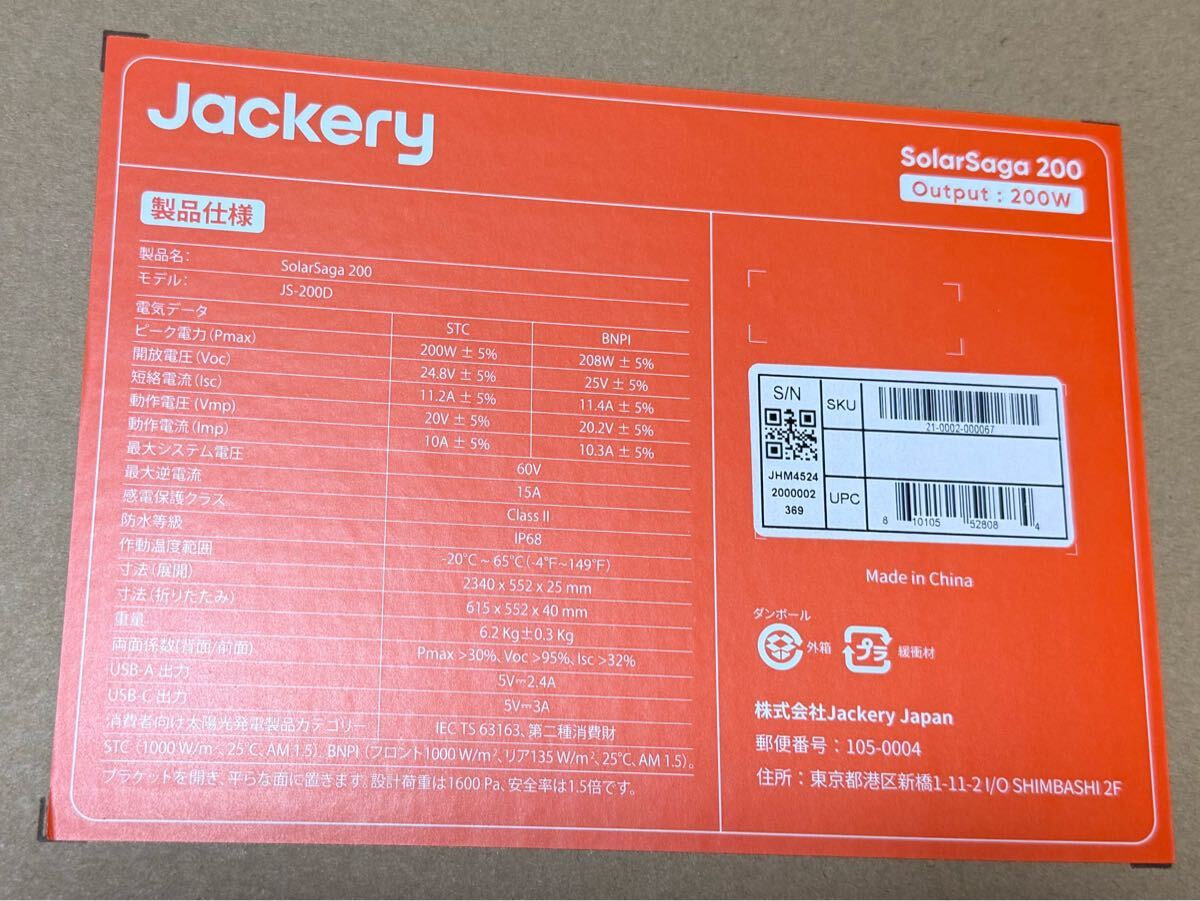 Jackery
SolarSaga 200
Output : 200W
製品仕様
製品名: SolarSaga 200
モデル: JS-200D
電気データ STC BNPI
ピーク電力(Pmax) 200W ± 5% 208W ± 5%
開放電圧(Voc) 24.8V ± 5% 25V ± 5%
短絡電流(Isc) 11.2A ± 5% 11.4A ± 5%
動作電圧(Vmp) 20V ± 5% 20.2V ± 5%
動作電流(Imp) 10A ± 5% 10.3A ± 5%
最大システム電圧 60V
最大逆電流 15A
感電保護クラス Class II
防水等級 IP68
作動温度範囲 -20℃~65℃(-4℉~149℉)
寸法(展開) 2340 x 552 x 25 mm
寸法(折りたたみ) 615 x 552 x 40 mm
重量 6.2 Kg±0.3 Kg
両面係数(背面/前面) Pmax >30%、Voc >95%、Isc >32%
USB-A 出力 5V⎓2.4A
USB-C 出力 5V⎓3A
消費者向け太陽光発電製品カテゴリー IEC TS 63163、第二種消費財
STC (1000 W/m², 25℃, AM 1.5)。BNPI (フロント1000 W/m²、リア135 W/m²、25℃, AM 1.5)。
ブラケットを開き、平らな面に置きます。設計荷重は1600 Pa、安全率は1.5倍です。
S/N
JHM4524
2000002
369
SKU
21-0002-000067
UPC
8 10105 52808 4
Made in China
ダンボール
外箱
プラ
緩衝材
株式会社Jackery Japan
郵便番号:105-0004
住所:東京都港区新橋1-11-2 I/O SHIMBASHI 2F